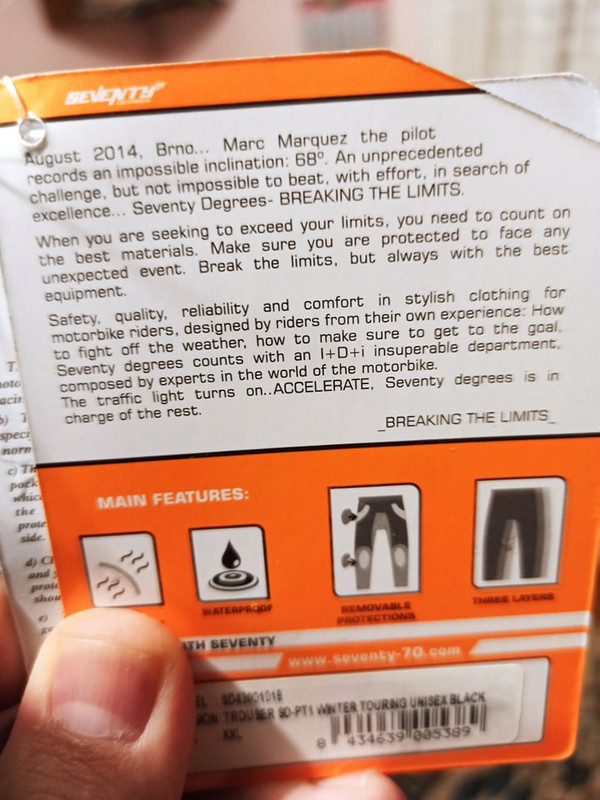 SEVENTY°
August 2014, Brno... Marc Marquez the pilot
records an impossible inclination: 68º. An unprecedented
challenge, but not impossible to beat, with effort, in search of
excellence... Seventy Degrees- BREAKING THE LIMITS.
When you are seeking to exceed your limits, you need to count on
the best materials. Make sure you are protected to face any
unexpected event. Break the limits, but always with the best
equipment.
Safety, quality, reliability and comfort in stylish clothing for
motorbike riders, designed by riders from their own experience: How
to fight off the weather, how to make sure to get to the goal.
Seventy degrees counts with an I+D+i insuperable department,
composed by experts in the world of the motorbike.
The traffic light turns on..ACCELERATE, Seventy degrees is in
charge of the rest.
_BREAKING THE LIMITS_
MAIN FEATURES:
WATERPROOF
REMOVABLE
PROTECTIONS
THREE LAYERS
SEVENTY
www.seventy-70.com
: SD43001018
: TROUSER SD-PT1 WINTER TOURING UNISEX BLACK
: XXL
8 434639 005389